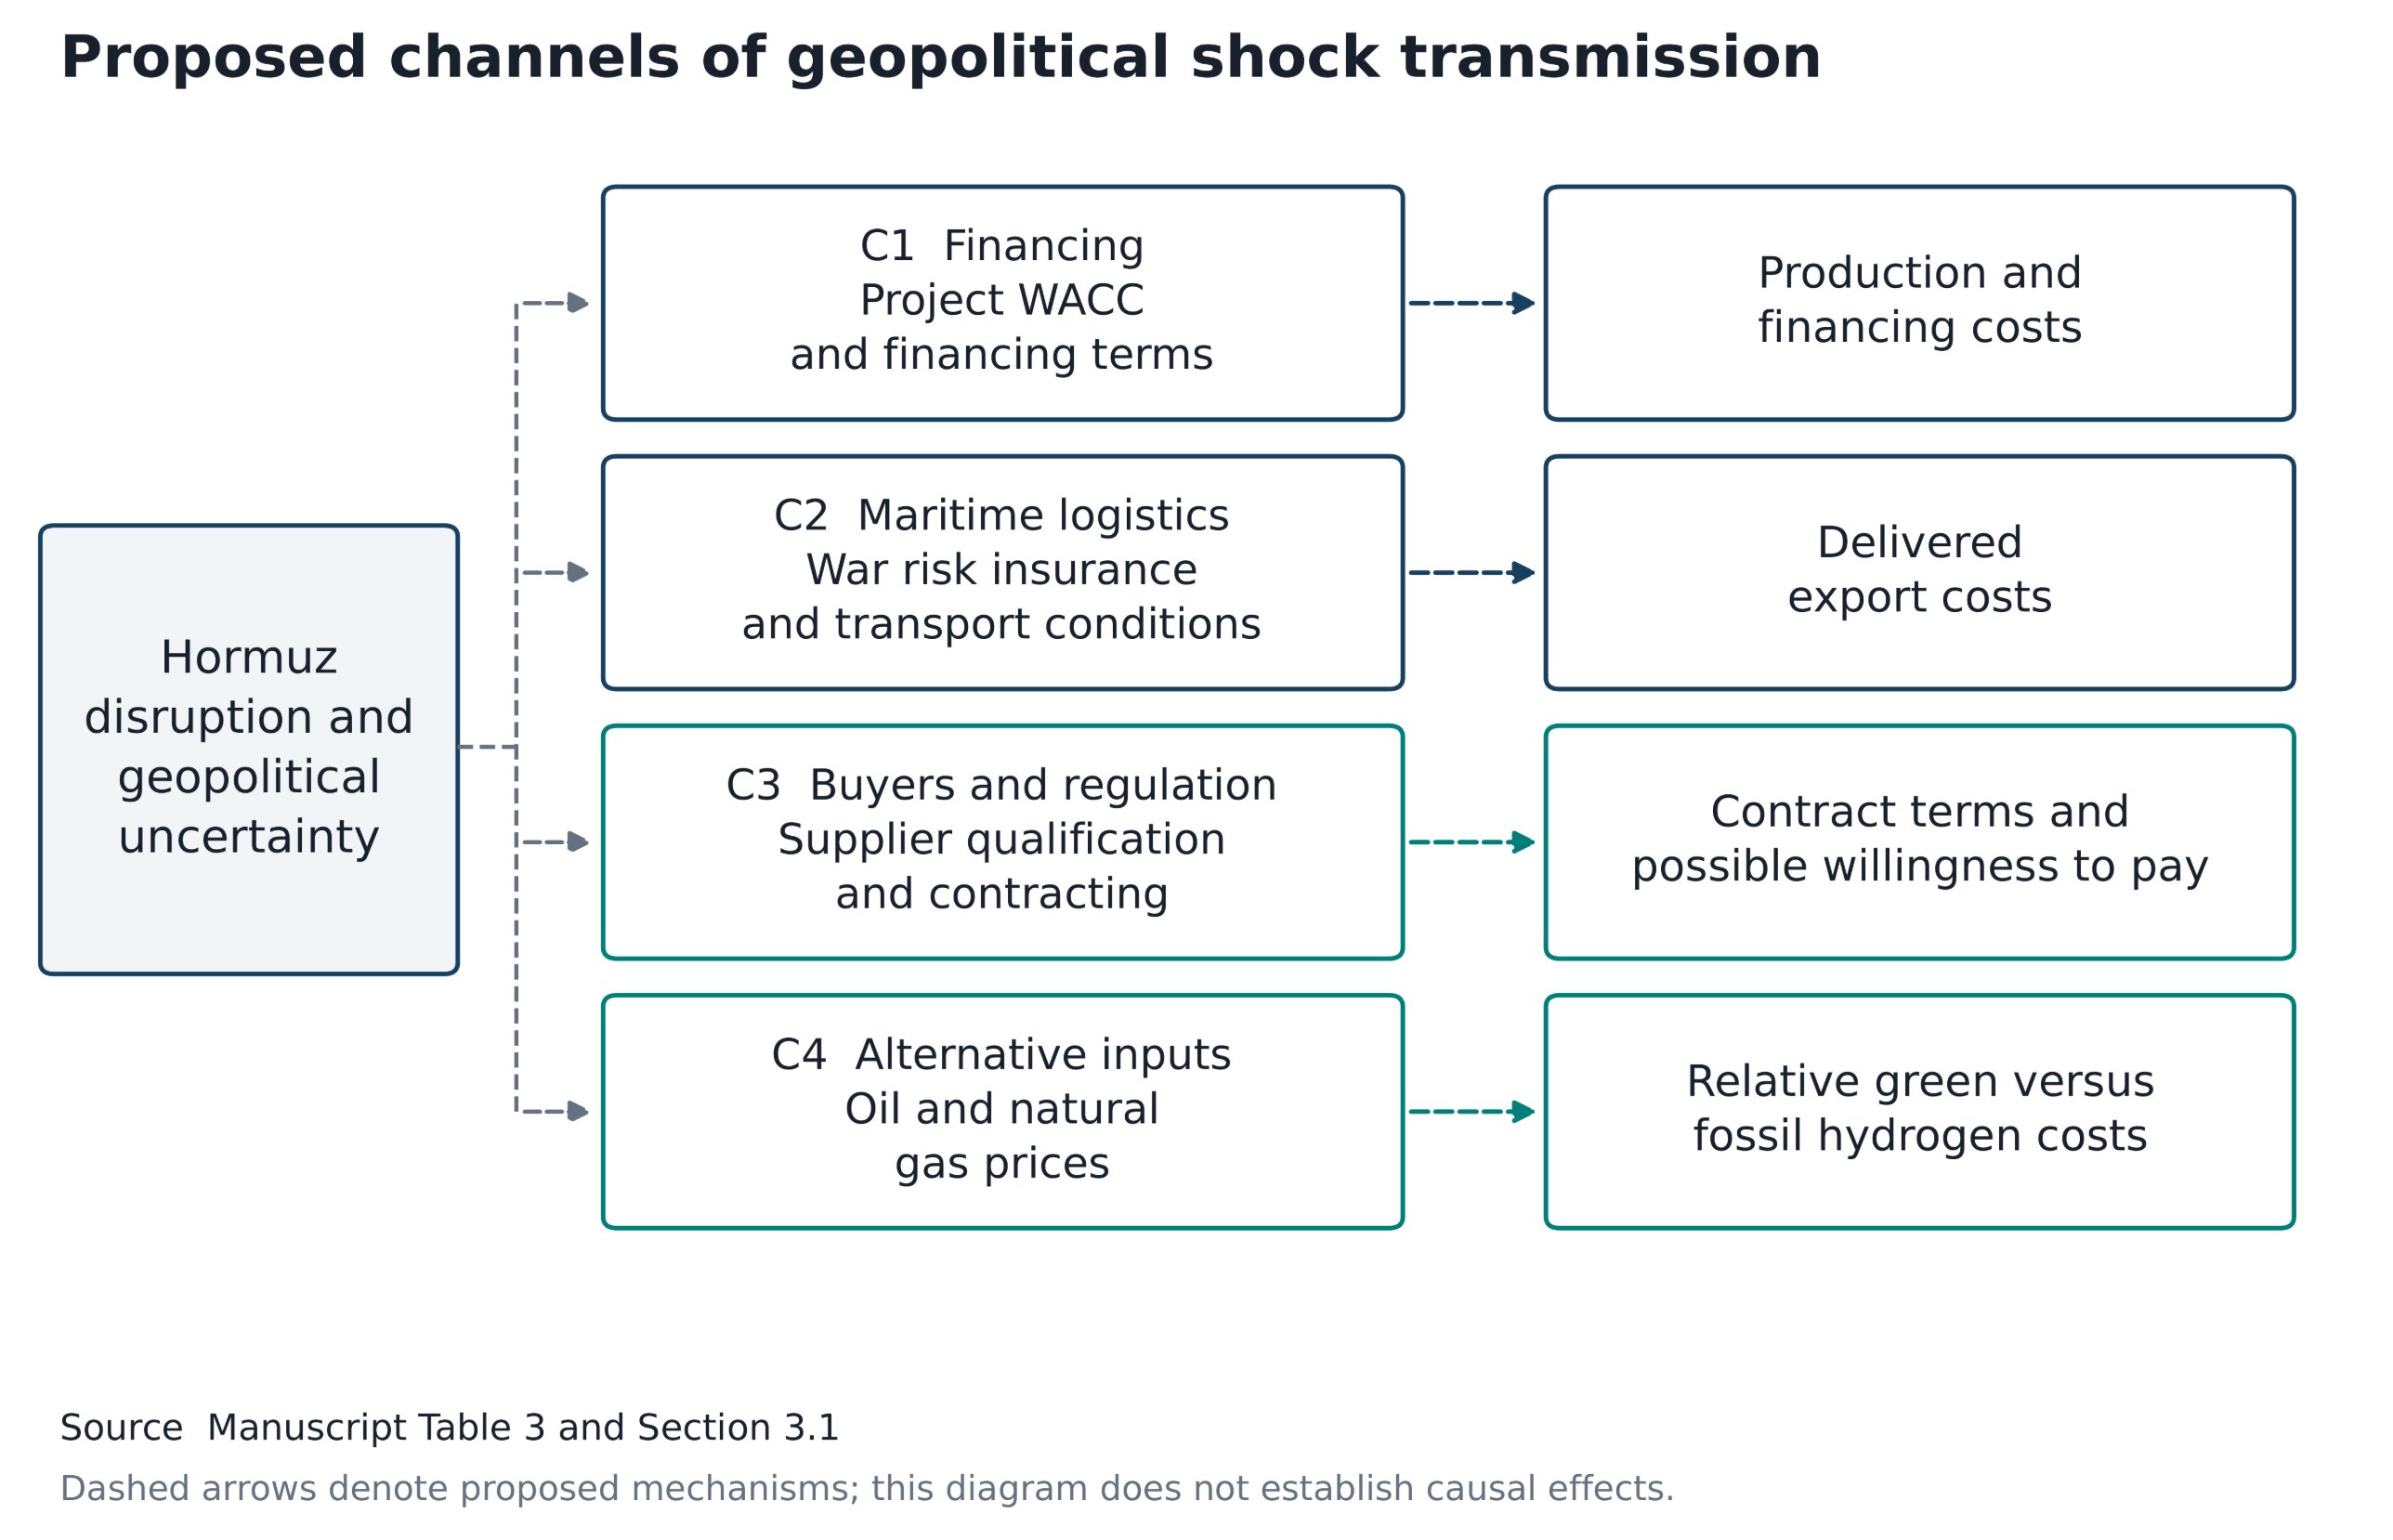 Proposed channels of geopolitical shock transmission
Hormuz
disruption and
geopolitical
uncertainty
C1  Financing
Project WACC
and financing terms
Production and
financing costs
C2  Maritime logistics
War risk insurance
and transport conditions
Delivered
export costs
C3  Buyers and regulation
Supplier qualification
and contracting
Contract terms and
possible willingness to pay
C4  Alternative inputs
Oil and natural
gas prices
Relative green versus
fossil hydrogen costs
Source  Manuscript Table 3 and Section 3.1
Dashed arrows denote proposed mechanisms; this diagram does not establish causal effects.